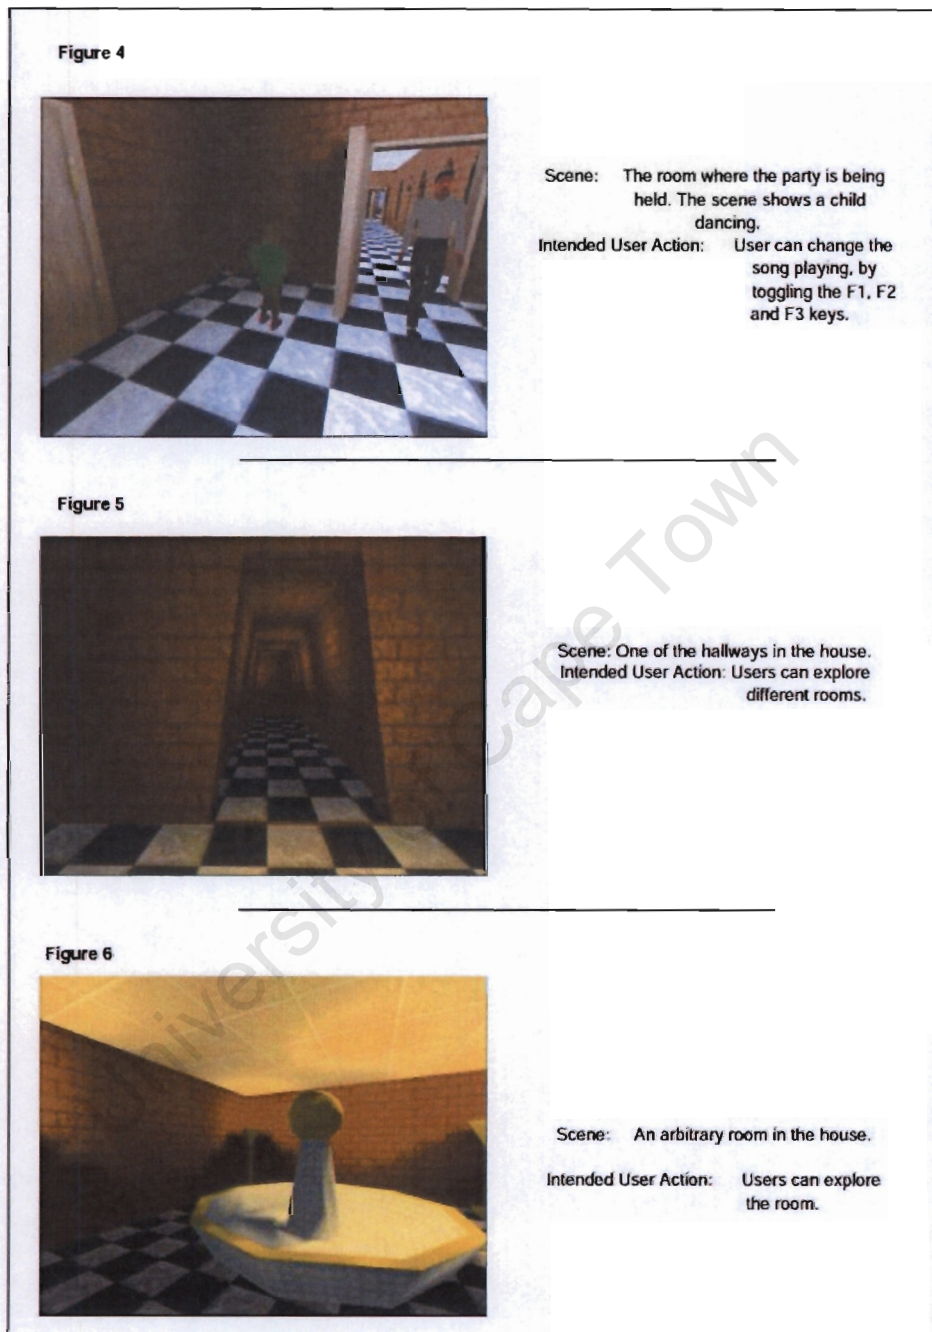 Figure 4
Scene: The room where the party is being
held. The scene shows a child
dancing.
Intended User Action: User can change the
song playing, by
toggling the F1, F2
and F3 keys.
Figure 5
Scene: One of the hallways in the house.
Intended User Action: Users can explore
different rooms.
Figure 6
Scene: An arbitrary room in the house.
Intended User Action: Users can explore
the room.
University of Cape Town